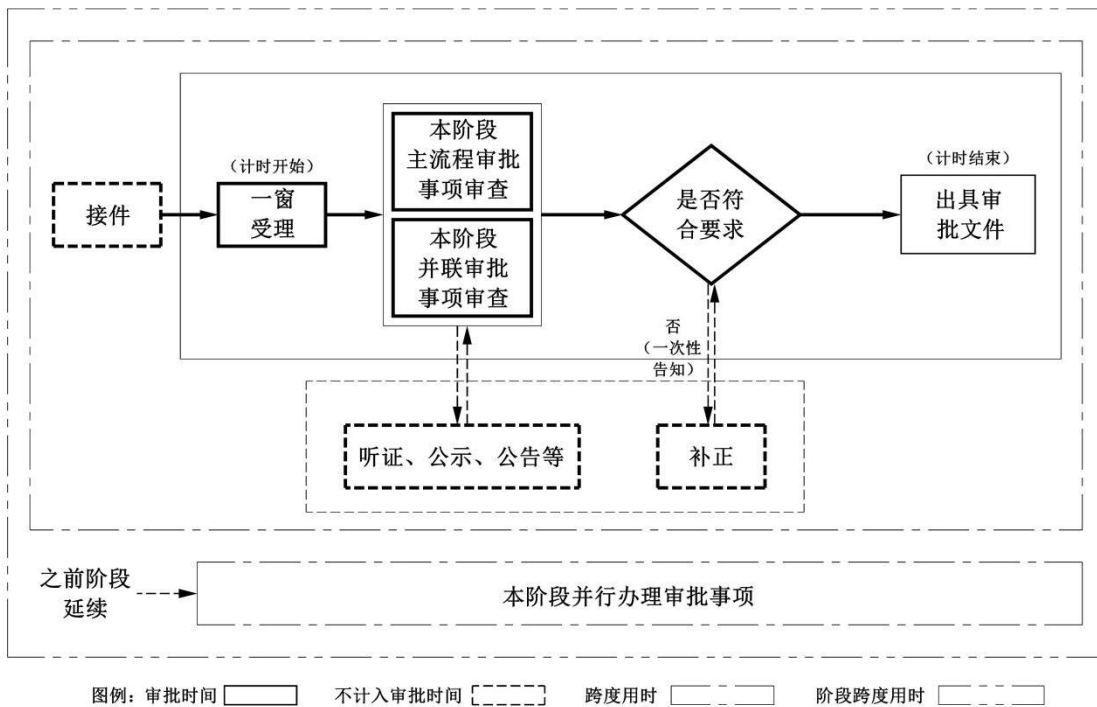 接件
（计时开始）
一窗
受理
本阶段
主流程审批
事项审查
本阶段
并联审批
事项审查
是否符
合要求
（计时结束）
出具审
批文件
否
（一次性
告知）
听证、公示、公告等
补正
之前阶段
延续
本阶段并行办理审批事项
图例：审批时间 不计入审批时间 跨度用时 阶段跨度用时